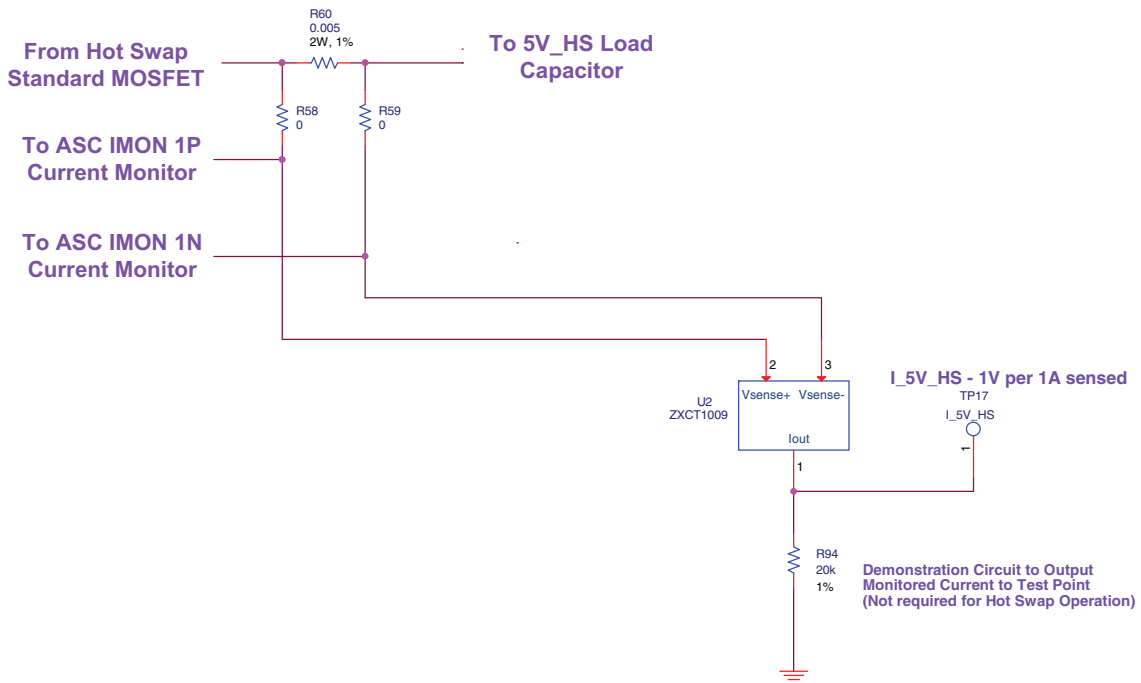 R60
0.005
2W, 1%
From Hot Swap
Standard MOSFET
To 5V_HS Load
Capacitor
R58
0
R59
0
To ASC IMON 1P
Current Monitor
To ASC IMON 1N
Current Monitor
2
3
I_5V_HS - 1V per 1A sensed
TP17
I_5V_HS
1
U2
ZXCT1009
Vsense+ Vsense-
Iout
1
R94
20k
1%
Demonstration Circuit to Output
Monitored Current to Test Point
(Not required for Hot Swap Operation)